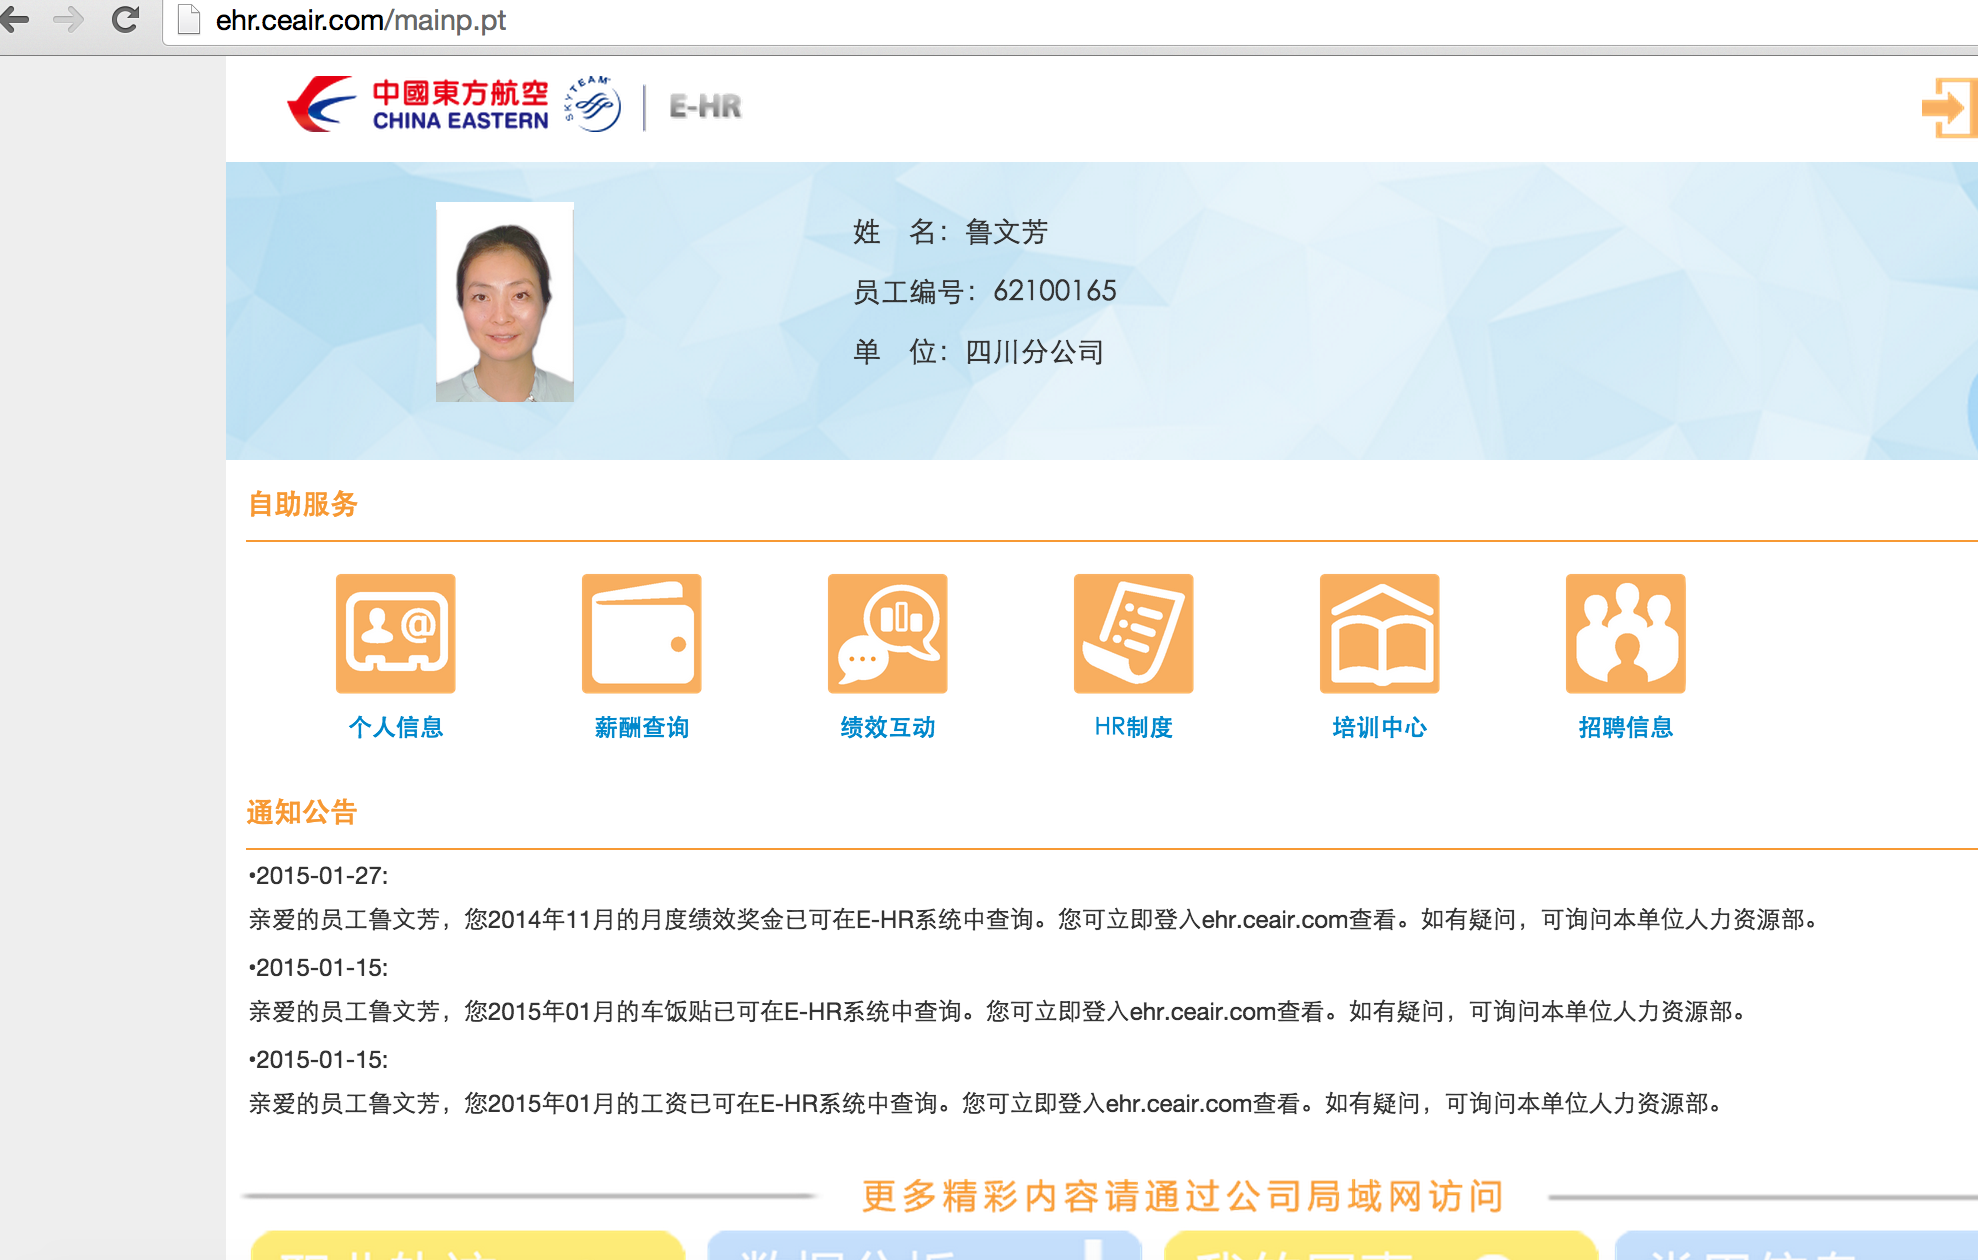 ehr.ceair.com/mainp.pt
中國東方航空
CHINA EASTERN
SKYTEAM
E-HR
姓 名：鲁文芳
员工编号：62100165
单 位：四川分公司
自助服务
个人信息 薪酬查询 绩效互动 HR制度 培训中心 招聘信息
通知公告
•2015-01-27:
亲爱的员工鲁文芳，您2014年11月的月度绩效奖金已可在E-HR系统中查询。您可立即登入ehr.ceair.com查看。如有疑问，可询问本单位人力资源部。
•2015-01-15:
亲爱的员工鲁文芳，您2015年01月的车饭贴已可在E-HR系统中查询。您可立即登入ehr.ceair.com查看。如有疑问，可询问本单位人力资源部。
•2015-01-15:
亲爱的员工鲁文芳，您2015年01月的工资已可在E-HR系统中查询。您可立即登入ehr.ceair.com查看。如有疑问，可询问本单位人力资源部。
更多精彩内容请通过公司局域网访问